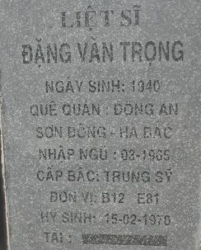 LIỆT SĨ
ĐẶNG VĂN TRỌNG
NGÀY SINH: 1940
QUÊ QUÁN: ĐÔNG AN
SƠN ĐỘNG - HÀ BẮC
NHẬP NGŨ: 03-1965
CẤP BẬC: TRUNG SỸ
ĐƠN VỊ: B12 E81
HY SINH: 15-02-1970
TẠI: